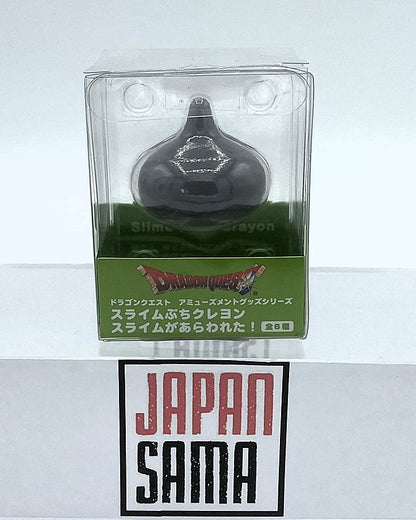 Slime Crayon
DRAGON QUEST
ドラゴンクエスト アミューズメントグッズシリーズ
スライムぷちクレヨン
スライムがあらわれた! 全6種
JAPAN
SAMA